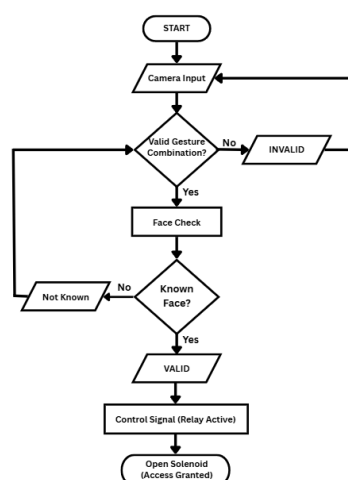 START
Camera Input
Valid Gesture
Combination?
No
INVALID
Yes
Face Check
Known
Face?
No
Not Known
Yes
VALID
Control Signal (Relay Active)
Open Solenoid
(Access Granted)